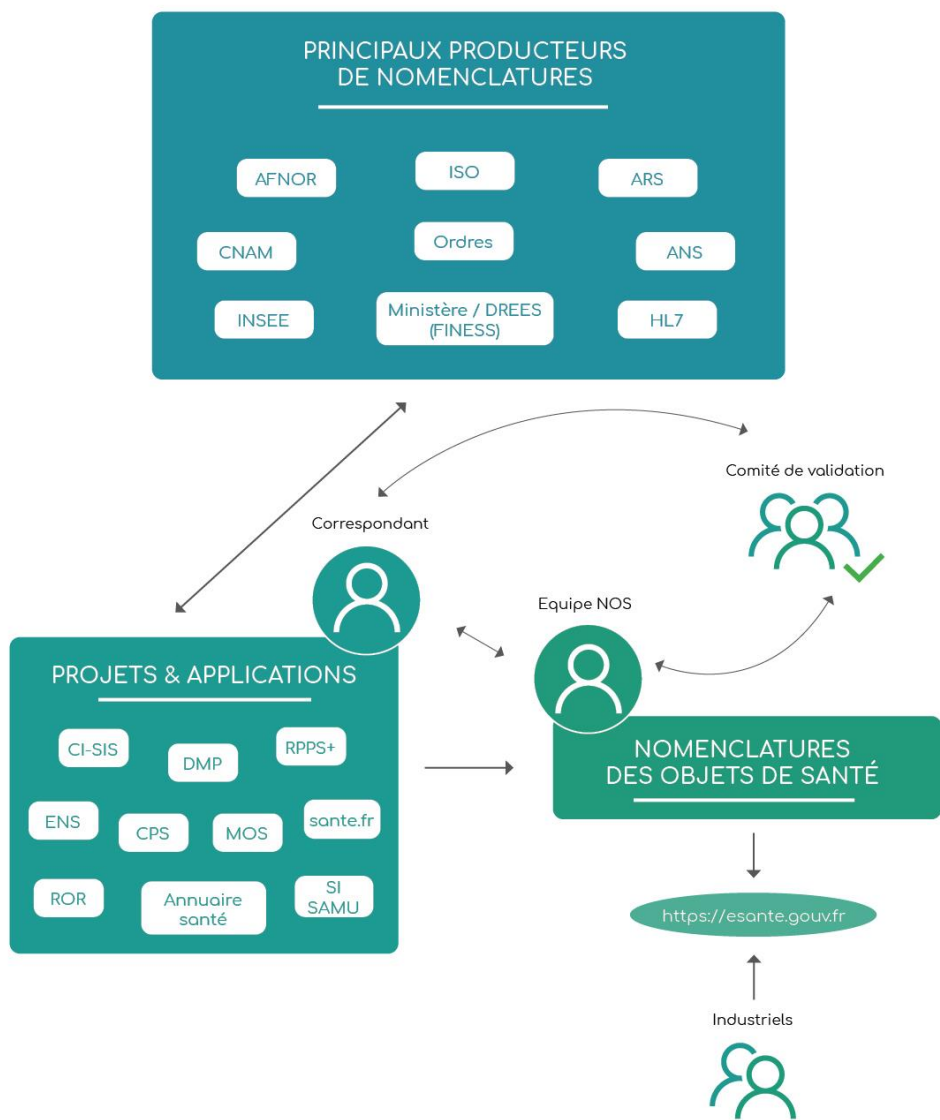 PRINCIPAUX PRODUCTEURS
DE NOMENCLATURES
AFNOR
ISO
ARS
CNAM
Ordres
ANS
INSEE
Ministère / DREES
(FINESS)
HL7
Comité de validation
Correspondant
Equipe NOS
PROJETS & APPLICATIONS
CI-SIS
DMP
RPPS+
ENS
CPS
MOS
sante.fr
ROR
Annuaire
santé
SI
SAMU
NOMENCLATURES
DES OBJETS DE SANTÉ
https://esante.gouv.fr
Industriels